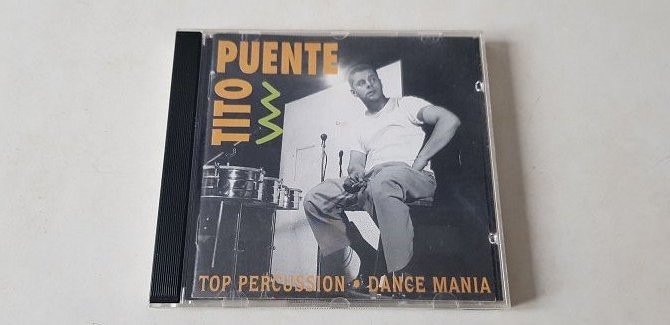 TITO
PUENTE
TOP PERCUSSION • DANCE MANIA